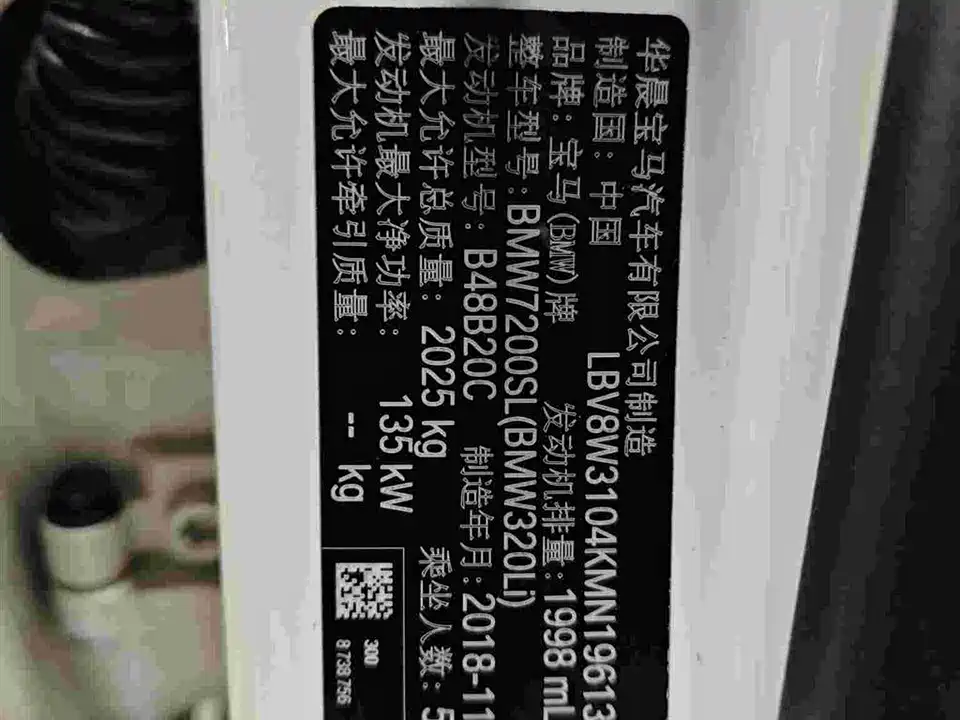 华晨宝马汽车有限公司制造
制造国: 中国 LBV8W3104KMN19613
品牌: 宝马(BMW)牌 发动机排量: 1998 mL
整车型号: BMW7200SL(BMW320Li)
发动机型号: B48B20C 制造年月: 2018-11
最大允许总质量: 2025 kg 乘坐人数: 5
发动机最大净功率: 135 kW
最大允许牵引质量: -- kg
300
8 739 756